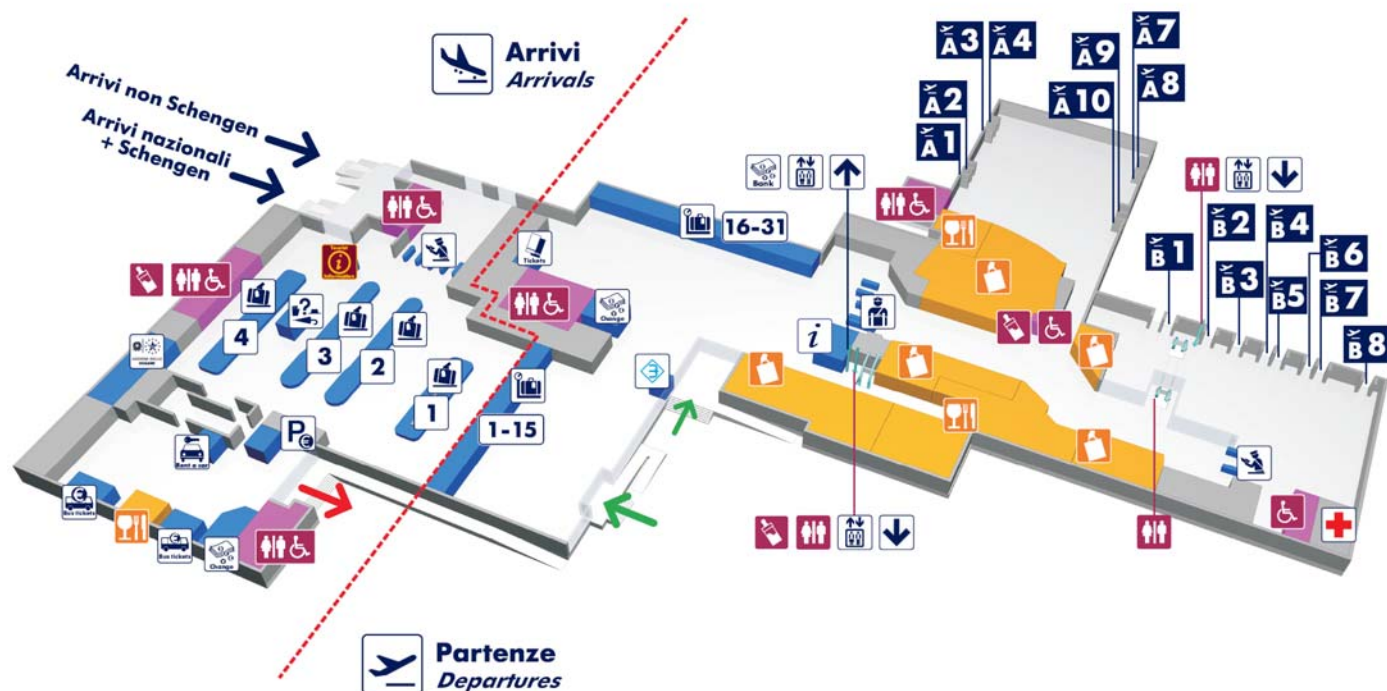 Arrivi
Arrivals
Arrivi non Schengen
Arrivi nazionali
+ Schengen
A3
A4
A9
A7
A2
A10
A8
A1
Bank
16-31
Tickets
Tourist
Information
B1
B2
B3
B4
B5
B6
B7
B8
Change
i
4
3
2
1
1-15
P
Rent a car
Bus tickets
Bus tickets
Change
Partenze
Departures